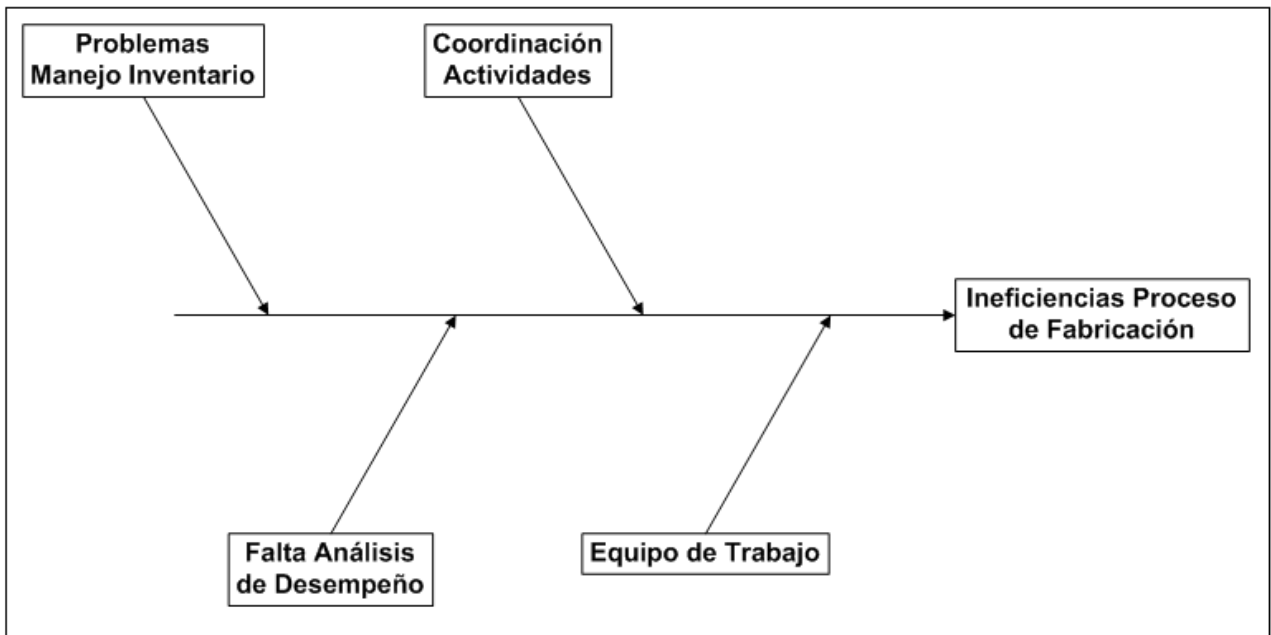 Problemas
Manejo Inventario
Coordinación
Actividades
Ineficiencias Proceso
de Fabricación
Falta Análisis
de Desempeño
Equipo de Trabajo